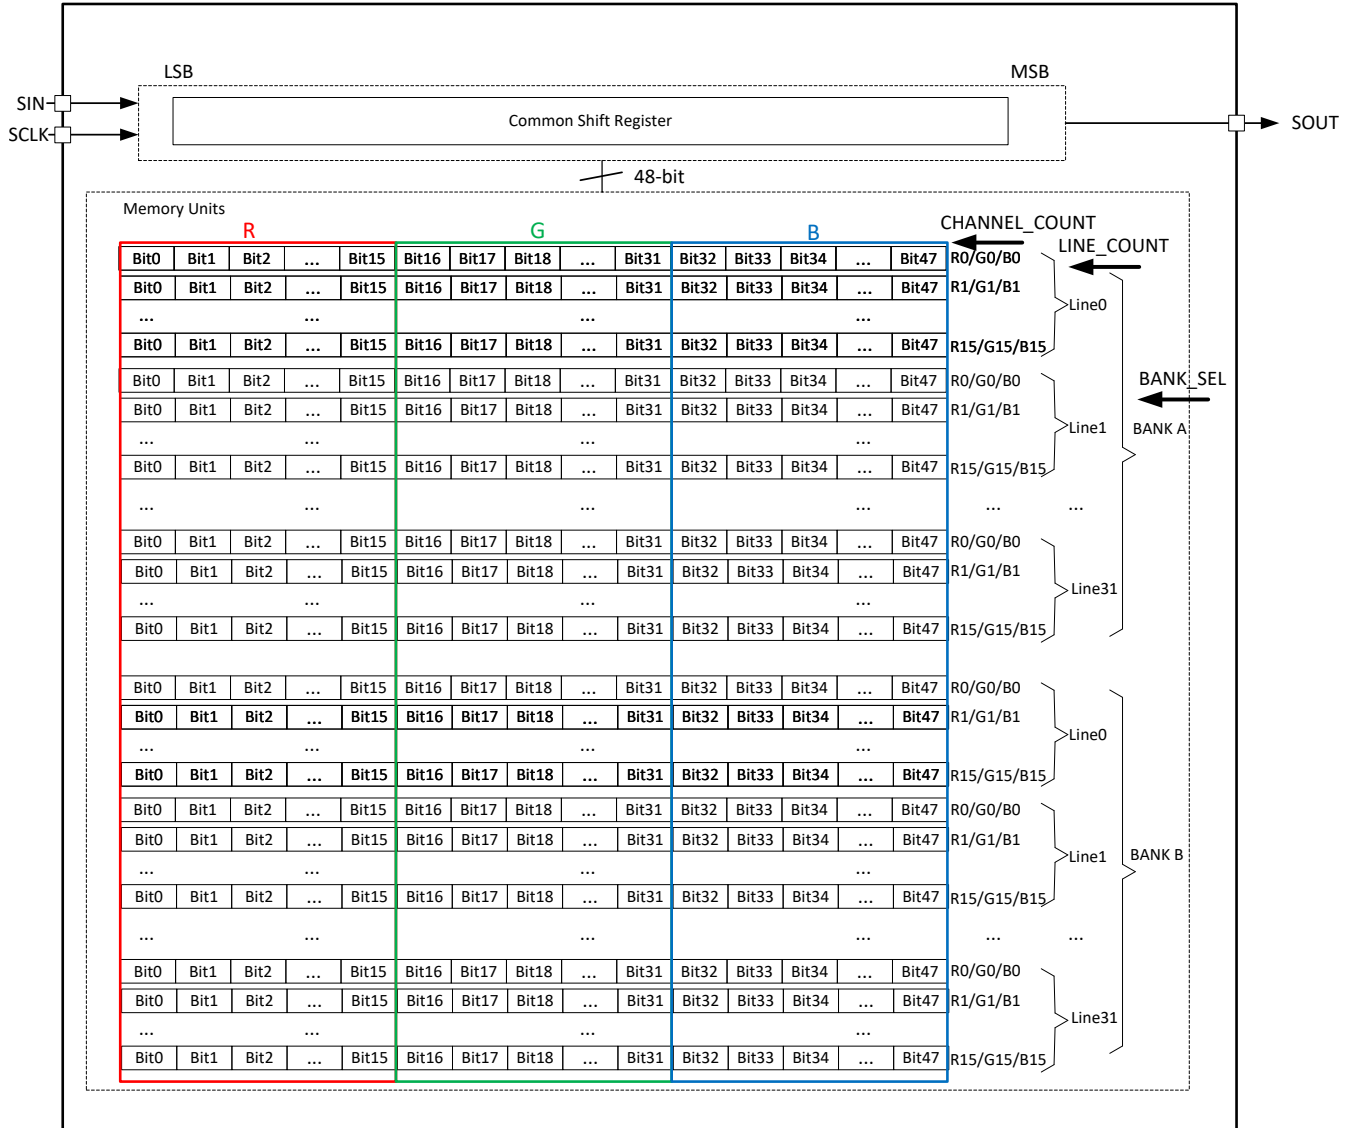 LSB MSB
SIN
Common Shift Register
SCLK SOUT
48-bit
Memory Units
R G B CHANNEL_COUNT
LINE_COUNT
Bit0 Bit1 Bit2 ... Bit15 Bit16 Bit17 Bit18 ... Bit31 Bit32 Bit33 Bit34 ... Bit47 R0/G0/B0
Bit0 Bit1 Bit2 ... Bit15 Bit16 Bit17 Bit18 ... Bit31 Bit32 Bit33 Bit34 ... Bit47 R1/G1/B1
... ... ... ... Line0
Bit0 Bit1 Bit2 ... Bit15 Bit16 Bit17 Bit18 ... Bit31 Bit32 Bit33 Bit34 ... Bit47 R15/G15/B15
Bit0 Bit1 Bit2 ... Bit15 Bit16 Bit17 Bit18 ... Bit31 Bit32 Bit33 Bit34 ... Bit47 R0/G0/B0 BANK_SEL
Bit0 Bit1 Bit2 ... Bit15 Bit16 Bit17 Bit18 ... Bit31 Bit32 Bit33 Bit34 ... Bit47 R1/G1/B1
... ... ... ... Line1 BANK A
Bit0 Bit1 Bit2 ... Bit15 Bit16 Bit17 Bit18 ... Bit31 Bit32 Bit33 Bit34 ... Bit47 R15/G15/B15
... ... ... ... ... ...
Bit0 Bit1 Bit2 ... Bit15 Bit16 Bit17 Bit18 ... Bit31 Bit32 Bit33 Bit34 ... Bit47 R0/G0/B0
Bit0 Bit1 Bit2 ... Bit15 Bit16 Bit17 Bit18 ... Bit31 Bit32 Bit33 Bit34 ... Bit47 R1/G1/B1
... ... ... ... Line31
Bit0 Bit1 Bit2 ... Bit15 Bit16 Bit17 Bit18 ... Bit31 Bit32 Bit33 Bit34 ... Bit47 R15/G15/B15
Bit0 Bit1 Bit2 ... Bit15 Bit16 Bit17 Bit18 ... Bit31 Bit32 Bit33 Bit34 ... Bit47 R0/G0/B0
Bit0 Bit1 Bit2 ... Bit15 Bit16 Bit17 Bit18 ... Bit31 Bit32 Bit33 Bit34 ... Bit47 R1/G1/B1
... ... ... ... Line0
Bit0 Bit1 Bit2 ... Bit15 Bit16 Bit17 Bit18 ... Bit31 Bit32 Bit33 Bit34 ... Bit47 R15/G15/B15
Bit0 Bit1 Bit2 ... Bit15 Bit16 Bit17 Bit18 ... Bit31 Bit32 Bit33 Bit34 ... Bit47 R0/G0/B0
Bit0 Bit1 Bit2 ... Bit15 Bit16 Bit17 Bit18 ... Bit31 Bit32 Bit33 Bit34 ... Bit47 R1/G1/B1
... ... ... ... Line1 BANK B
Bit0 Bit1 Bit2 ... Bit15 Bit16 Bit17 Bit18 ... Bit31 Bit32 Bit33 Bit34 ... Bit47 R15/G15/B15
... ... ... ... ... ...
Bit0 Bit1 Bit2 ... Bit15 Bit16 Bit17 Bit18 ... Bit31 Bit32 Bit33 Bit34 ... Bit47 R0/G0/B0
Bit0 Bit1 Bit2 ... Bit15 Bit16 Bit17 Bit18 ... Bit31 Bit32 Bit33 Bit34 ... Bit47 R1/G1/B1
... ... ... ... Line31
Bit0 Bit1 Bit2 ... Bit15 Bit16 Bit17 Bit18 ... Bit31 Bit32 Bit33 Bit34 ... Bit47 R15/G15/B15